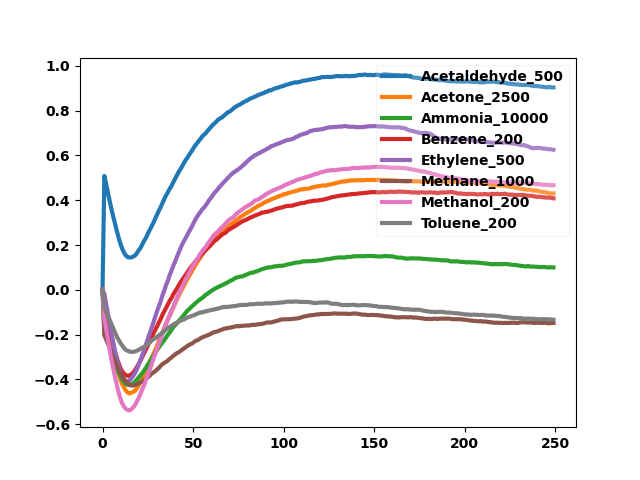 1.0
0.8
0.6
0.4
0.2
0.0
−0.2
−0.4
−0.6
0
50
100
150
200
250
Acetaldehyde_500
Acetone_2500
Ammonia_10000
Benzene_200
Ethylene_500
Methane_1000
Methanol_200
Toluene_200